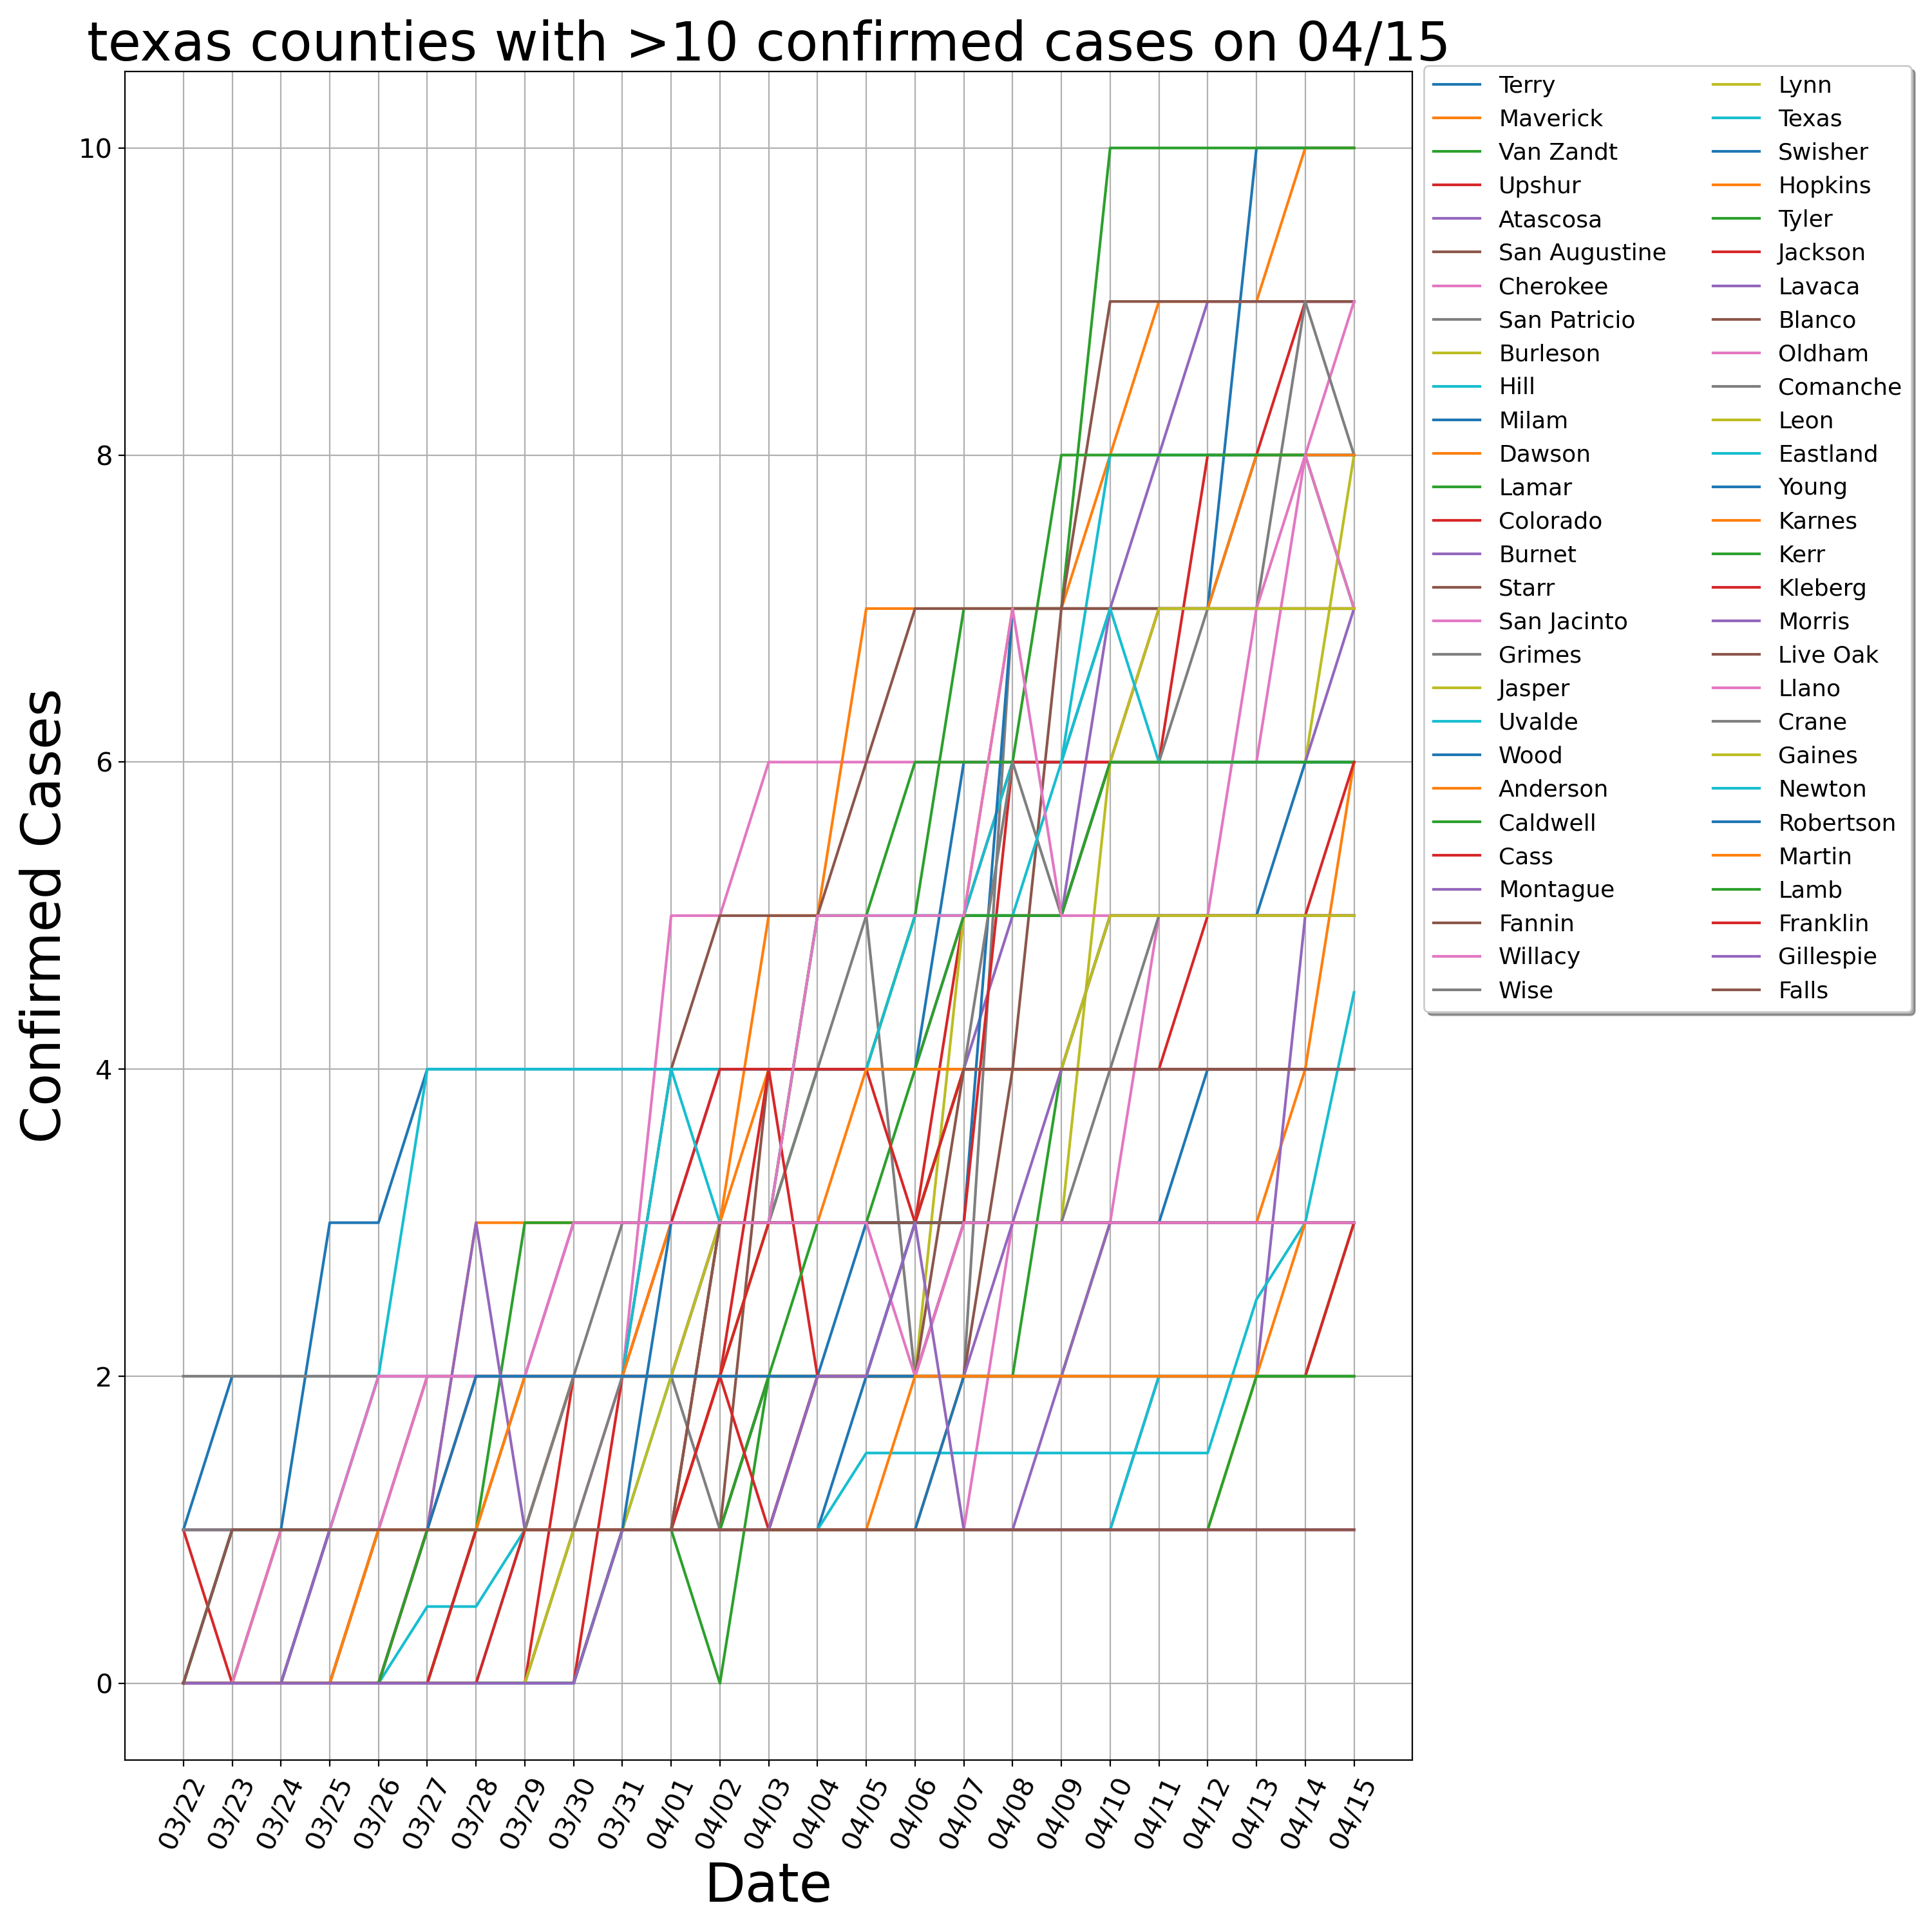 texas counties with >10 confirmed cases on 04/15
Confirmed Cases
10
8
6
4
2
0
03/22
03/23
03/24
03/25
03/26
03/27
03/28
03/29
03/30
03/31
04/01
04/02
04/03
04/04
04/05
04/06
04/07
04/08
04/09
04/10
04/11
04/12
04/13
04/14
04/15
Date
Terry
Maverick
Van Zandt
Upshur
Atascosa
San Augustine
Cherokee
San Patricio
Burleson
Hill
Milam
Dawson
Lamar
Colorado
Burnet
Starr
San Jacinto
Grimes
Jasper
Uvalde
Wood
Anderson
Caldwell
Cass
Montague
Fannin
Willacy
Wise
Lynn
Texas
Swisher
Hopkins
Tyler
Jackson
Lavaca
Blanco
Oldham
Comanche
Leon
Eastland
Young
Karnes
Kerr
Kleberg
Morris
Live Oak
Llano
Crane
Gaines
Newton
Robertson
Martin
Lamb
Franklin
Gillespie
Falls